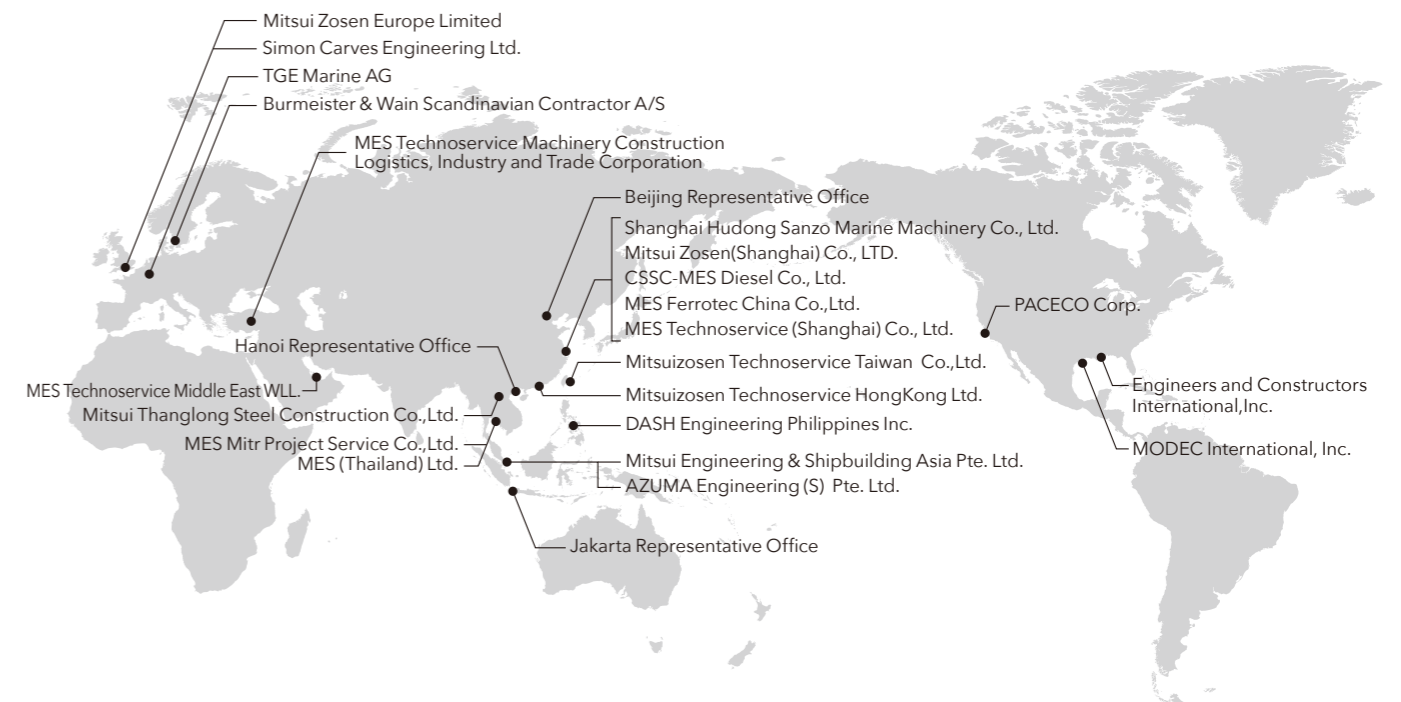 Mitsui Zosen Europe Limited
Simon Carves Engineering Ltd.
TGE Marine AG
Burmeister & Wain Scandinavian Contractor A/S
MES Technoservice Machinery Construction
Logistics, Industry and Trade Corporation
Beijing Representative Office
Shanghai Hudong Sanzo Marine Machinery Co., Ltd.
Mitsui Zosen(Shanghai) Co., LTD.
CSSC-MES Diesel Co., Ltd.
MES Ferrotec China Co.,Ltd.
MES Technoservice (Shanghai) Co., Ltd.
PACECO Corp.
Hanoi Representative Office
Mitsuizosen Technoservice Taiwan Co.,Ltd.
MES Technoservice Middle East WLL.
Mitsuizosen Technoservice HongKong Ltd.
Engineers and Constructors
International,Inc.
Mitsui Thanglong Steel Construction Co.,Ltd.
DASH Engineering Philippines Inc.
MES Mitr Project Service Co.,Ltd.
MES (Thailand) Ltd.
MODEC International, Inc.
Mitsui Engineering & Shipbuilding Asia Pte. Ltd.
AZUMA Engineering (S) Pte. Ltd.
Jakarta Representative Office